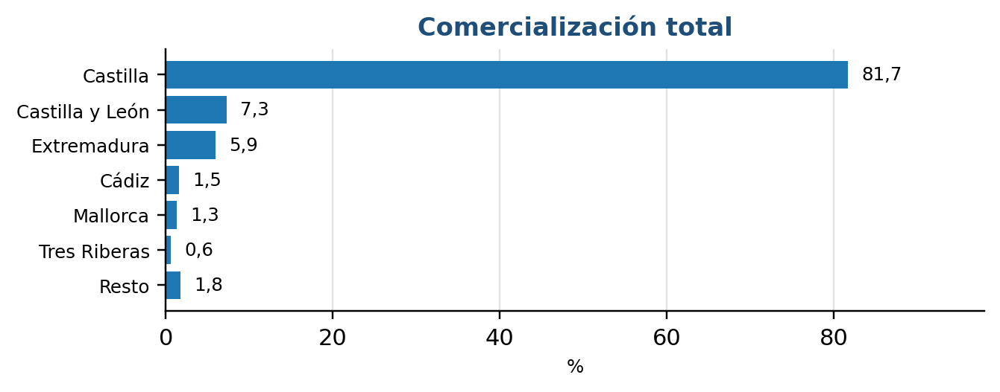 Comercialización total
Castilla 81,7
Castilla y León 7,3
Extremadura 5,9
Cádiz 1,5
Mallorca 1,3
Tres Riberas 0,6
Resto 1,8
0 20 40 60 80
%